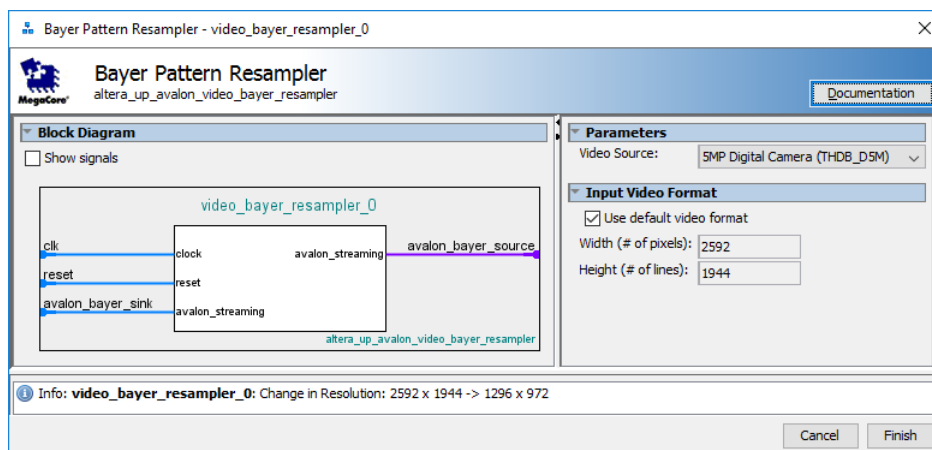 Bayer Pattern Resampler - video_bayer_resampler_0
MegaCore®
Bayer Pattern Resampler
altera_up_avalon_video_bayer_resampler
Documentation
Block Diagram
Show signals
video_bayer_resampler_0
clk
clock
avalon_streaming
avalon_bayer_source
reset
reset
avalon_bayer_sink
avalon_streaming
altera_up_avalon_video_bayer_resampler
Parameters
Video Source: 5MP Digital Camera (THDB_D5M)
Input Video Format
Use default video format
Width (# of pixels): 2592
Height (# of lines): 1944
Info: video_bayer_resampler_0: Change in Resolution: 2592 x 1944 -> 1296 x 972
Cancel Finish